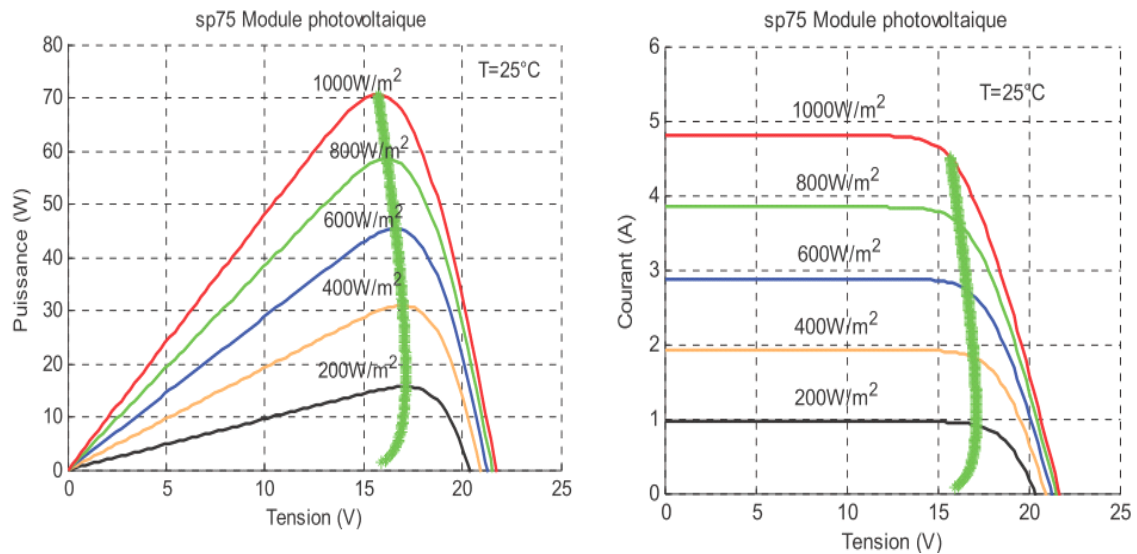 sp75 Module photovoltaique
80
70
60
50
40
30
20
10
0
Puissance (W)
T=25°C
1000W/m²
800W/m²
600W/m²
400W/m²
200W/m²
0 5 10 15 20 25
Tension (V)
sp75 Module photovoltaique
6
5
4
3
2
1
0
Courant (A)
T=25°C
1000W/m²
800W/m²
600W/m²
400W/m²
200W/m²
0 5 10 15 20 25
Tension (V)